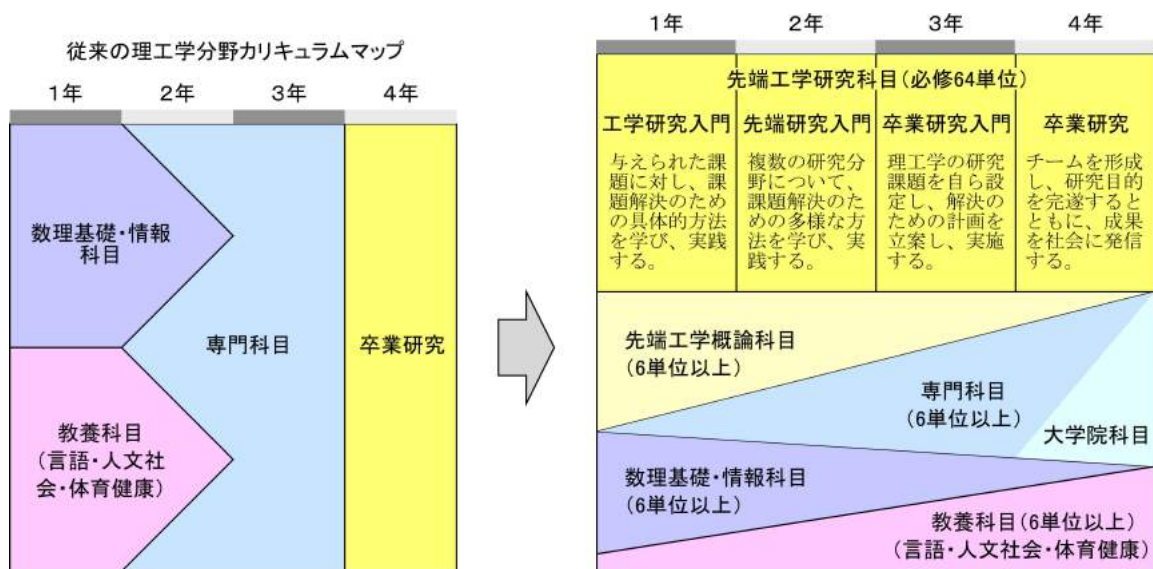 従来の理工学分野カリキュラムマップ
1年 2年 3年 4年
数理基礎・情報
科目
専門科目
卒業研究
教養科目
(言語・人文社
会・体育健康)
1年 2年 3年 4年
先端工学研究科目(必修64単位)
工学研究入門
与えられた課
題に対し、課
題解決のため
の具体的方法
を学び、実践
する。
先端研究入門
複数の研究分
野について、
課題解決のた
めの多様な方
法を学び、実
践する。
卒業研究入門
理工学の研究
課題を自ら設
定し、解決の
ための計画を
立案し、実施
する。
卒業研究
チームを形成
し、研究目的
を完遂すると
ともに、成果
を社会に発信
する。
先端工学概論科目
(6単位以上)
専門科目
(6単位以上)
大学院科目
数理基礎・情報科目
(6単位以上)
教養科目(6単位以上)
(言語・人文社会・体育健康)